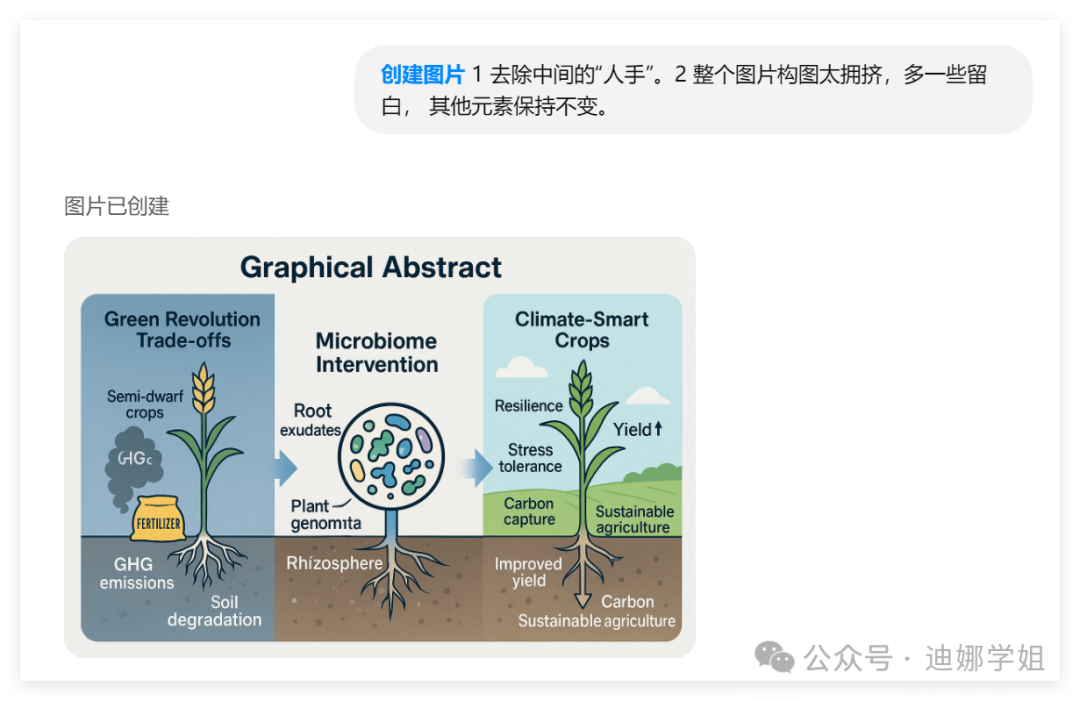 创建图片 1 去除中间的“人手”。2 整个图片构图太拥挤，多一些留
白， 其他元素保持不变。
图片已创建
Graphical Abstract
Green Revolution
Trade-offs
Semi-dwarf
crops
GHGc
FERTILIZER
GHG
emissions
Soil
degradation
Microbiome
Intervention
Root
exudates
Plant
genomıta
Rhízosphere
Climate-Smart
Crops
Resilience
Yield↑
Stress
tolerance
Carbon
capture
Sustainable
agriculture
Improved
yield
Carbon
Sustainable agriculture
公众号 · 迪娜学姐